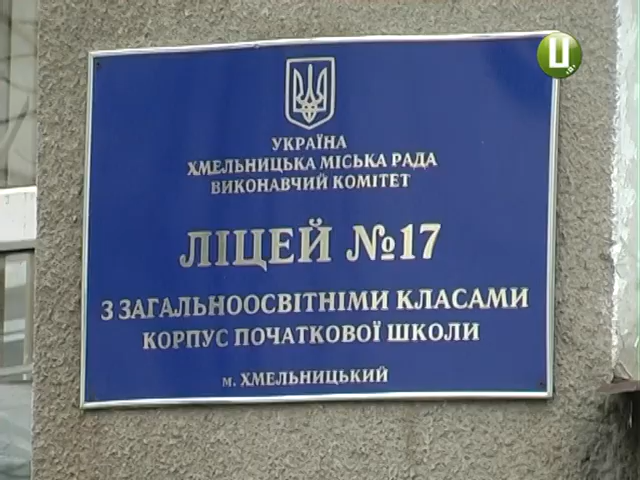 Ц
УКРАЇНА
ХМЕЛЬНИЦЬКА МІСЬКА РАДА
ВИКОНАВЧИЙ КОМІТЕТ
ЛІЦЕЙ №17
З ЗАГАЛЬНООСВІТНІМИ КЛАСАМИ
КОРПУС ПОЧАТКОВОЇ ШКОЛИ
м. ХМЕЛЬНИЦЬКИЙ